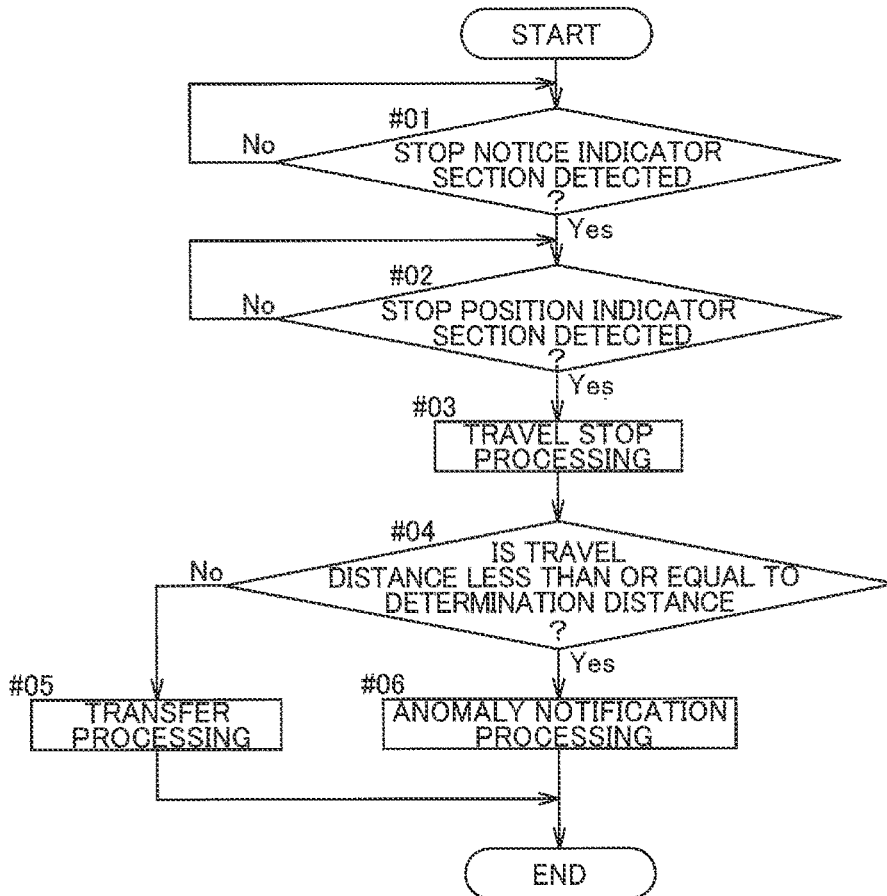 START
#01
No
STOP NOTICE INDICATOR
SECTION DETECTED
?
Yes
#02
No
STOP POSITION INDICATOR
SECTION DETECTED
?
Yes
#03
TRAVEL STOP
PROCESSING
#04
No
IS TRAVEL
DISTANCE LESS THAN OR EQUAL TO
DETERMINATION DISTANCE
?
Yes
#05
TRANSFER
PROCESSING
#06
ANOMALY NOTIFICATION
PROCESSING
END